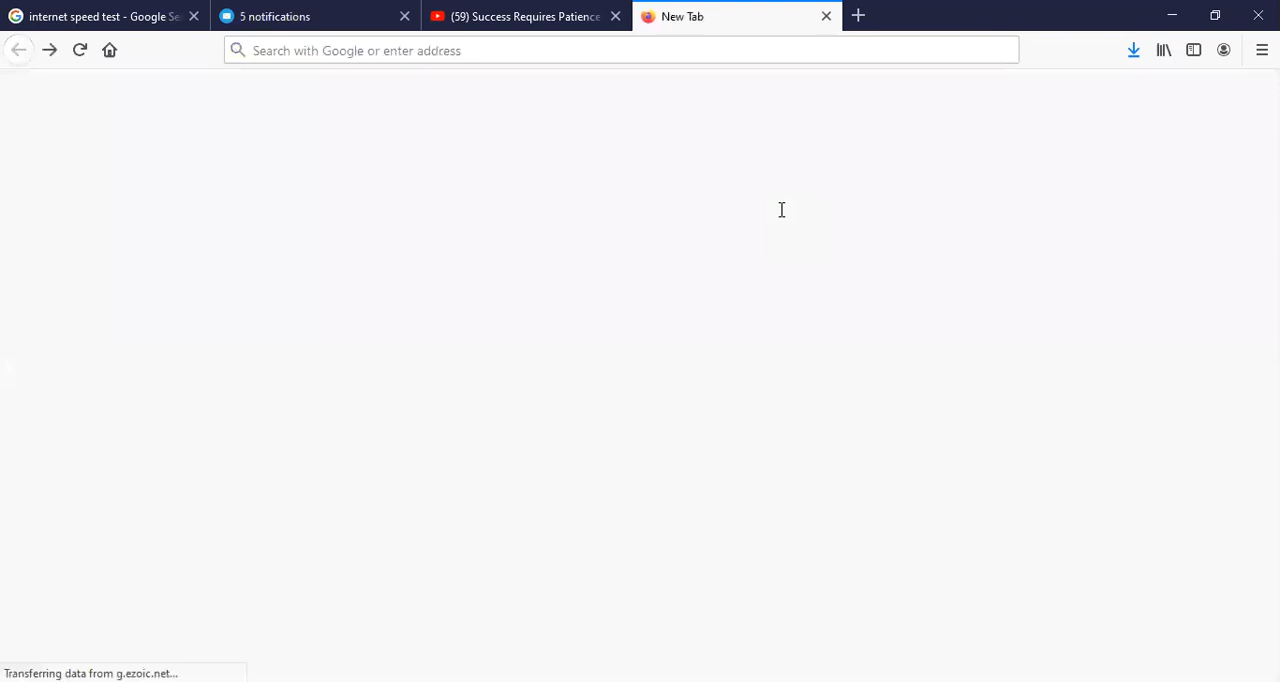 internet speed test - Google Se
5 notifications
(59) Success Requires Patience
New Tab
Search with Google or enter address
Transferring data from g.ezoic.net...